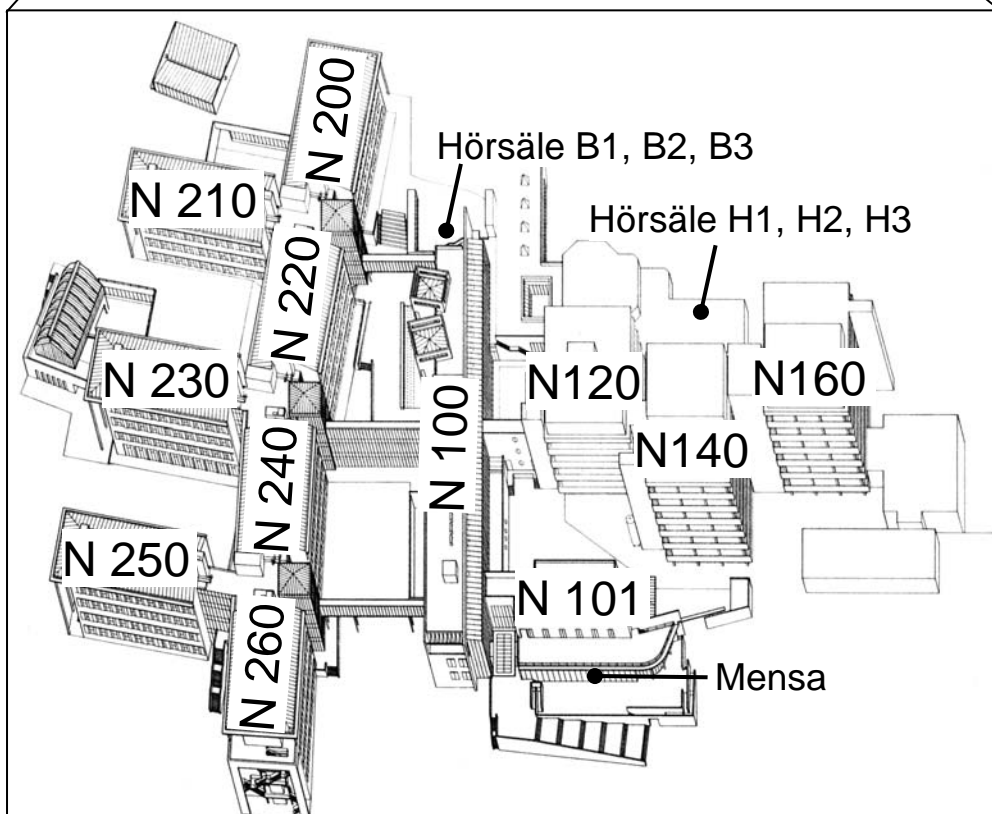 N 200
Hörsäle B1, B2, B3
N 210
Hörsäle H1, H2, H3
N 220
N 230
N120
N160
N 100
N140
N 240
N 250
N 101
N 260
Mensa